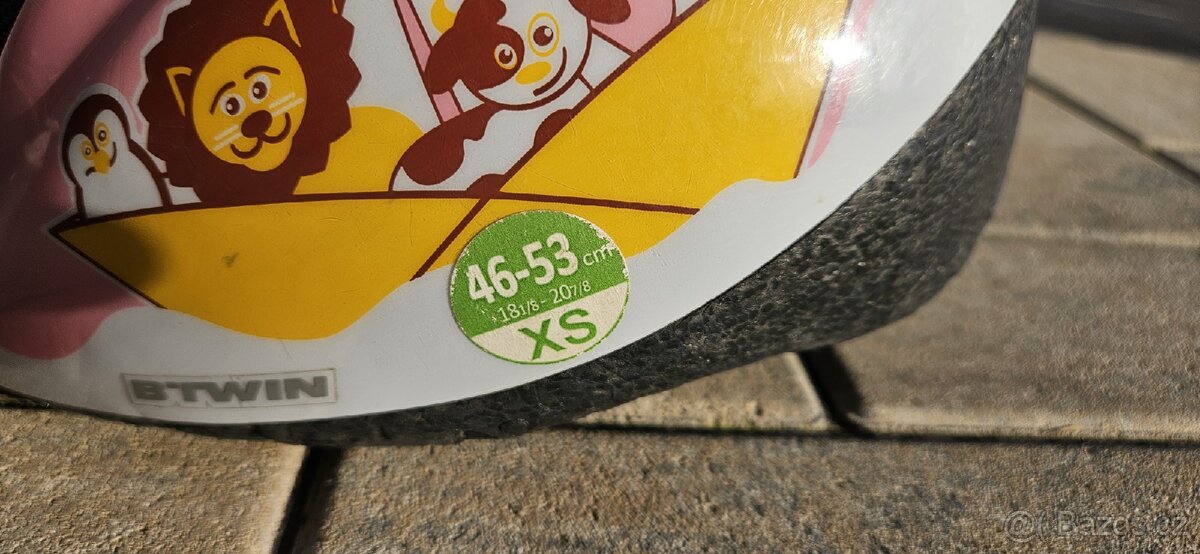 46-53 cm
18 1/8 - 20 7/8
XS
BTWIN
Bazos.cz